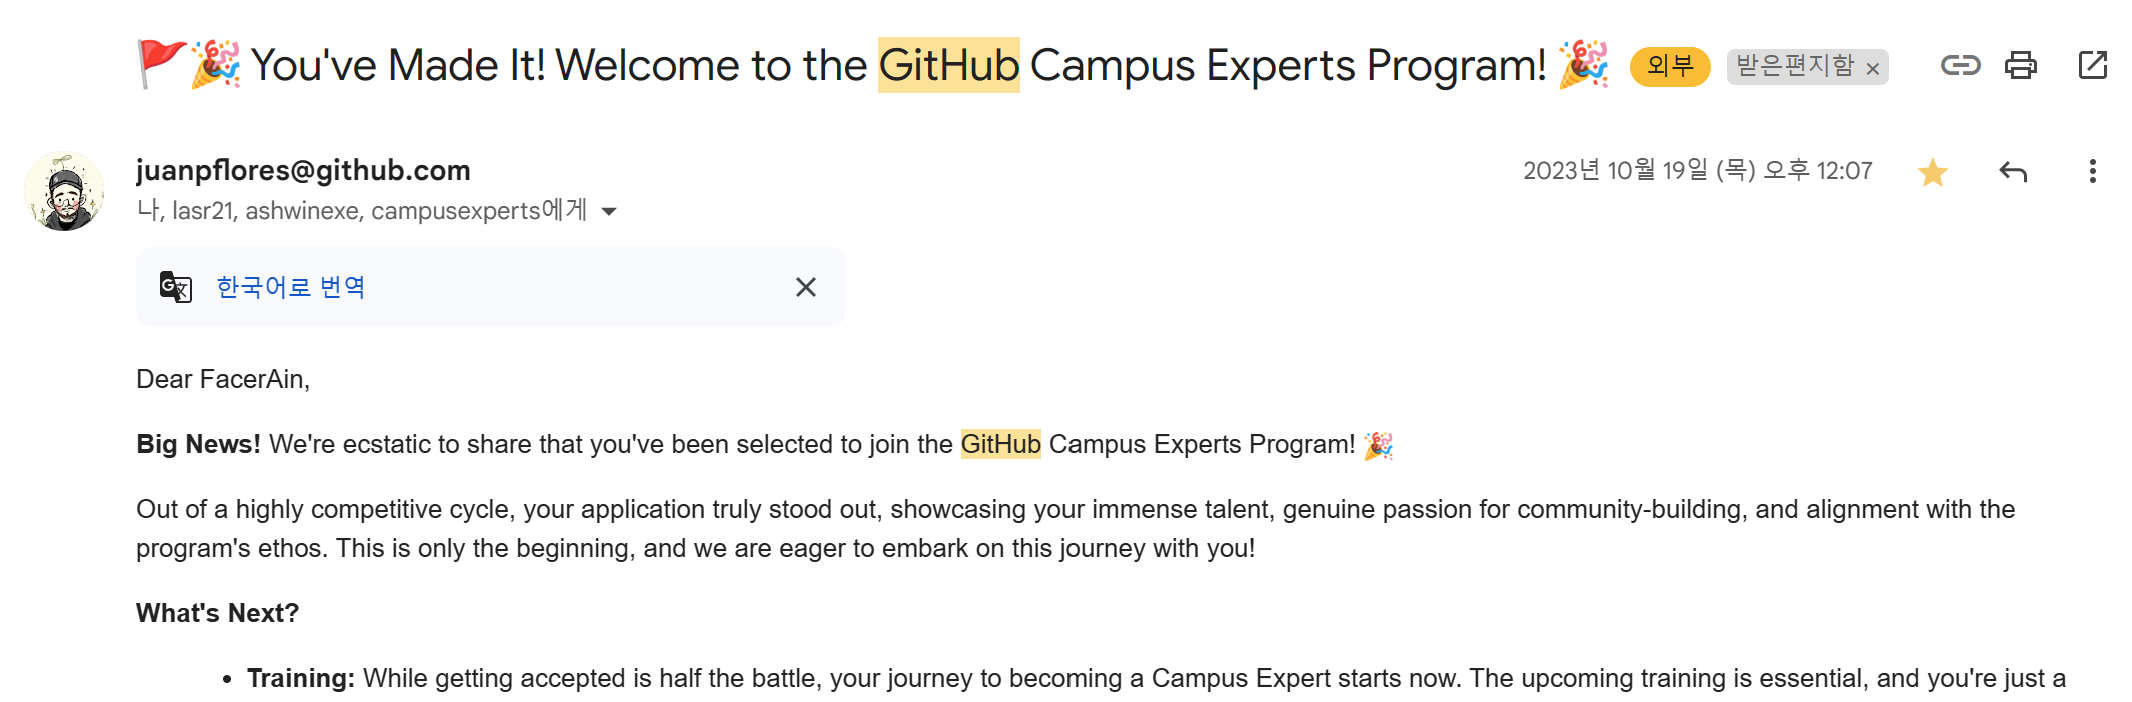 🚩🎉 You've Made It! Welcome to the GitHub Campus Experts Program! 🎉 외부 받은편지함 ×
juanpflores@github.com 2023년 10월 19일 (목) 오후 12:07
나, lasr21, ashwinexe, campusexperts에게
한국어로 번역
Dear FacerAin,
Big News! We're ecstatic to share that you've been selected to join the GitHub Campus Experts Program! 🎉
Out of a highly competitive cycle, your application truly stood out, showcasing your immense talent, genuine passion for community-building, and alignment with the
program's ethos. This is only the beginning, and we are eager to embark on this journey with you!
What's Next?
• Training: While getting accepted is half the battle, your journey to becoming a Campus Expert starts now. The upcoming training is essential, and you're just a